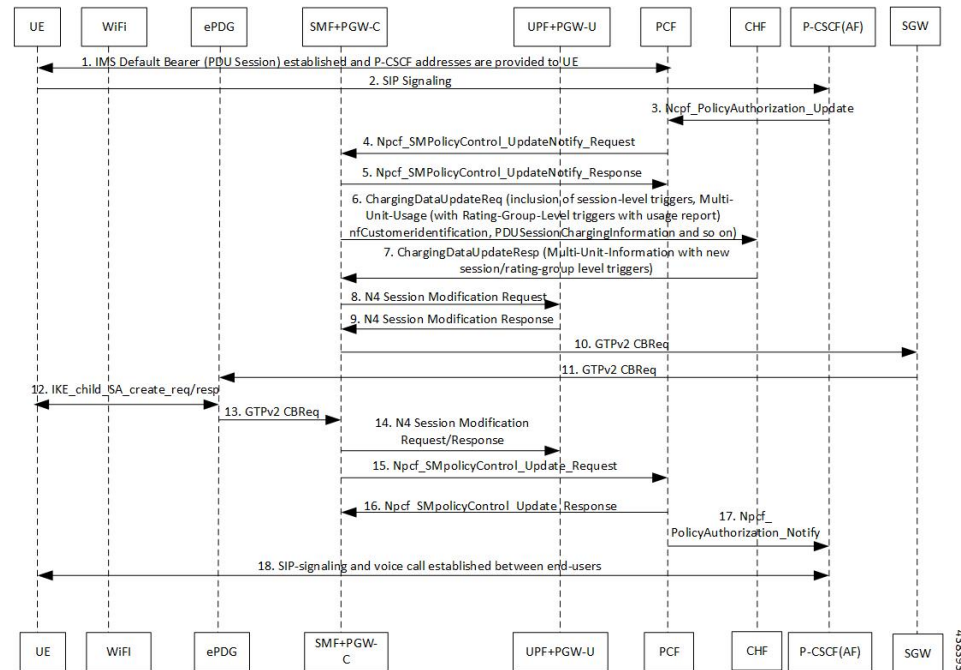 UE
WiFi
ePDG
SMF+PGW-C
UPF+PGW-U
PCF
CHF
P-CSCF(AF)
SGW
1. IMS Default Bearer (PDU Session) established and P-CSCF addresses are provided to UE
2. SIP Signaling
3. Ncpf_PolicyAuthorization_Update
4. Npcf_SMPolicyControl_UpdateNotify_Request
5. Npcf_SMPolicyControl_UpdateNotify_Response
6. ChargingDataUpdateReq (inclusion of session-level triggers, Multi-
Unit-Usage (with Rating-Group-Level triggers with usage report)
nfCustomeridentification, PDUSessionChargingInformation and so on)
7. ChargingDataUpdateResp (Multi-Unit-Information with new
session/rating-group level triggers)
8. N4 Session Modification Request
9. N4 Session Modification Response
10. GTPv2 CBReq
11. GTPv2 CBReq
12. IKE_child_SA_create_req/resp
13. GTPv2 CBReq
14. N4 Session Modification
Request/Response
15. Npcf_SMpolicyControl_Update_Request
16. Npcf_SMpolicyControl_Update_Response
17. Npcf_
PolicyAuthorization_Notify
18. SIP-signaling and voice call established between end-users
UE
WiFI
ePDG
SMF+PGW-
C
UPF+PGW-U
PCF
CHF
P-CSCF(AF)
SGW